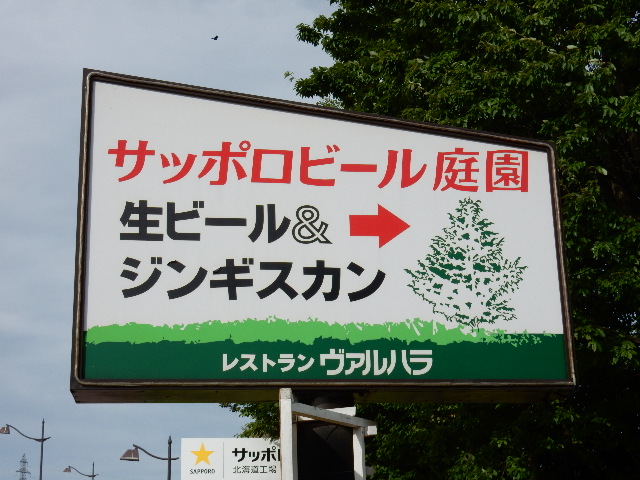 サッポロビール庭園
生ビール&
ジンギスカン
レストラン ヴァルハラ
SAPPORO
サッポ
北海道工場